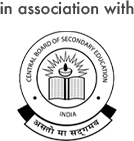 in association with
CENTRAL BOARD OF SECONDARY EDUCATION
INDIA
असतो मा सद्गमय